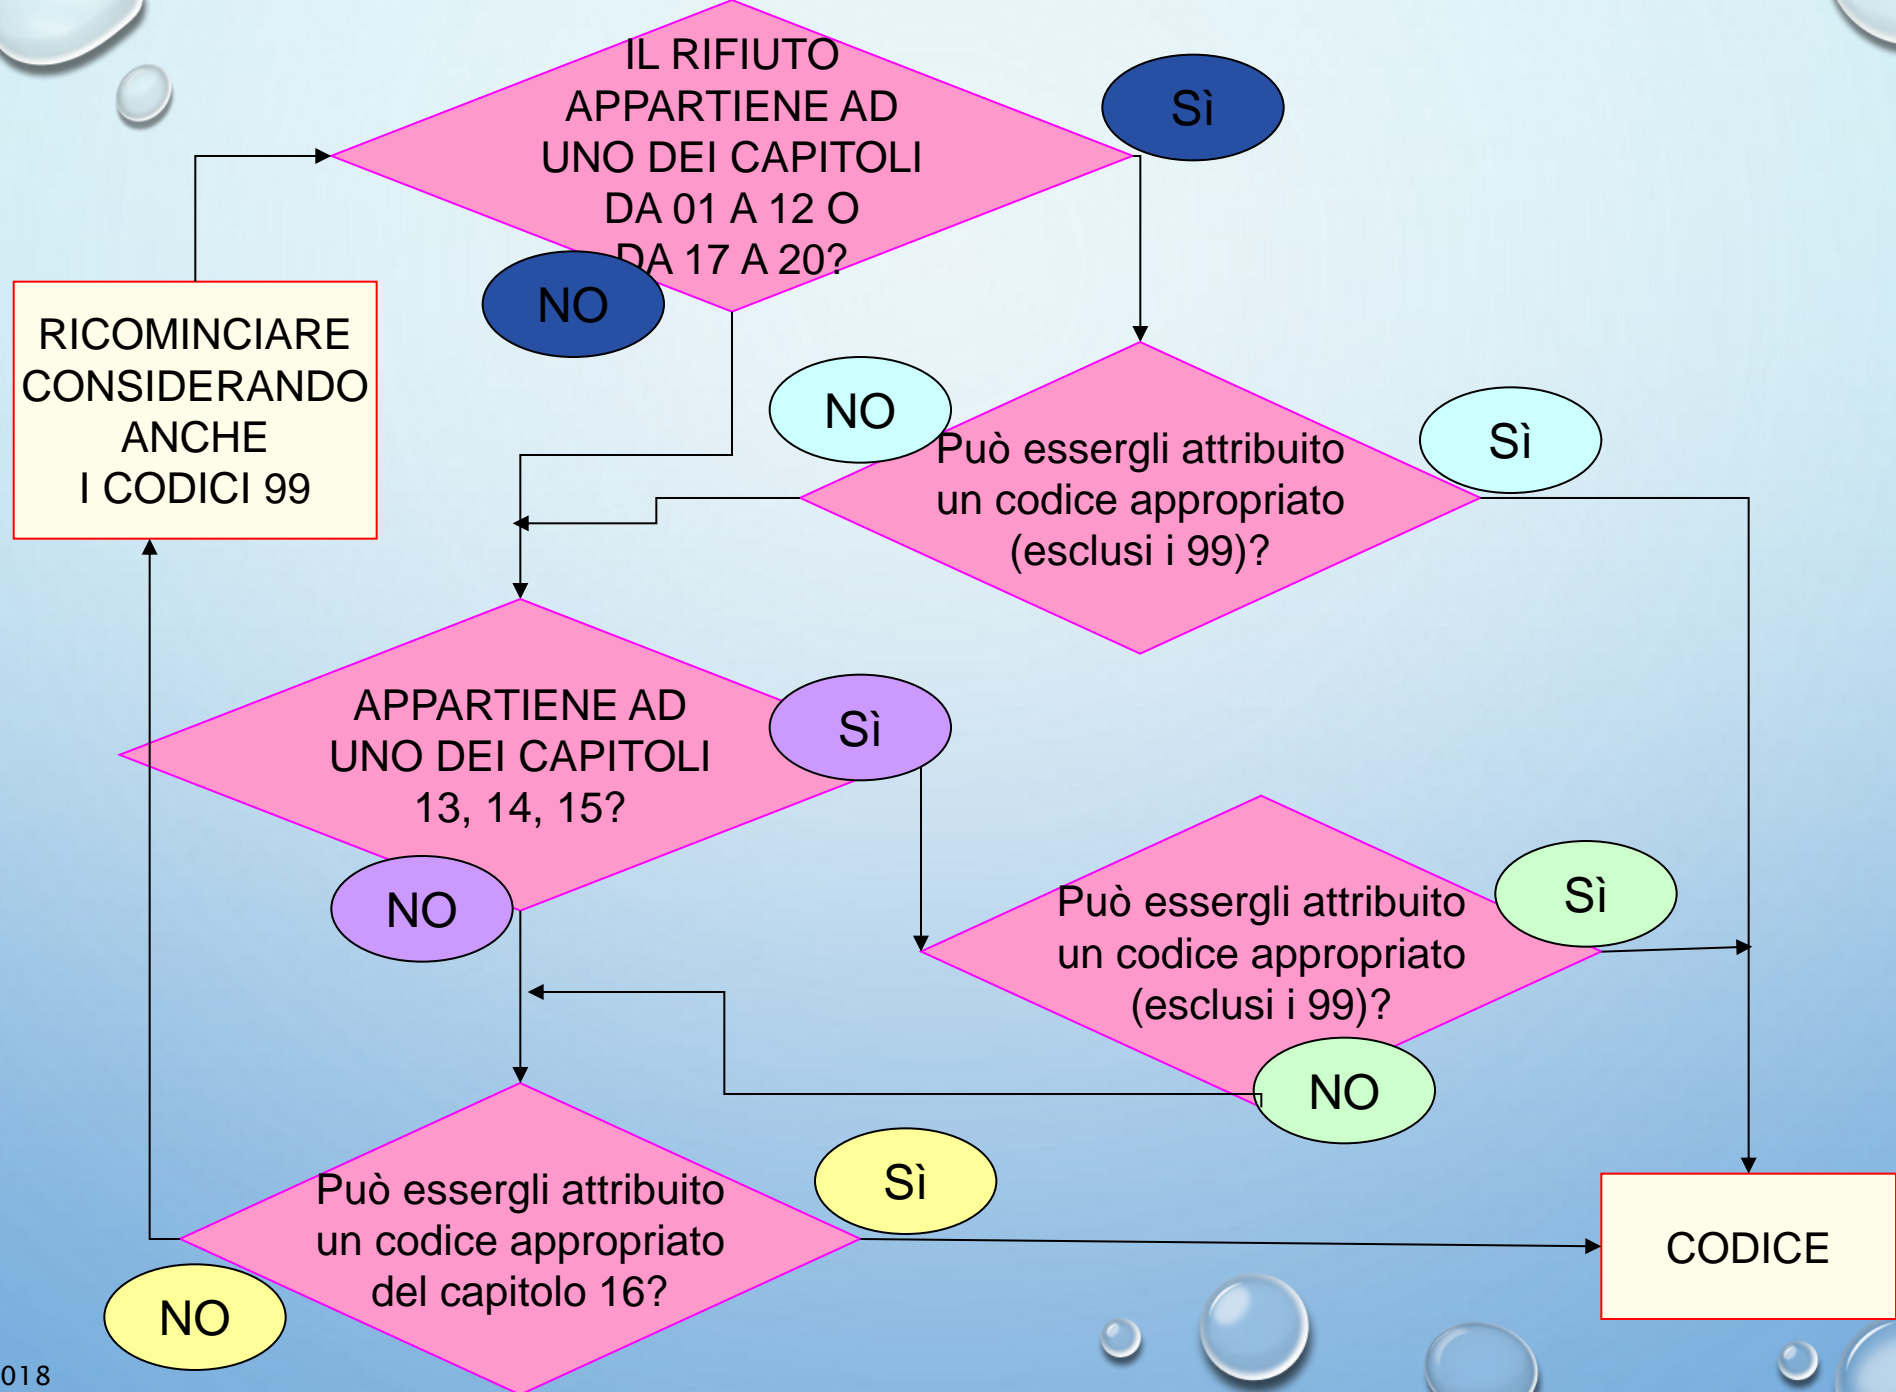 IL RIFIUTO
APPARTIENE AD
UNO DEI CAPITOLI
DA 01 A 12 O
DA 17 A 20?
Sì
NO
RICOMINCIARE
CONSIDERANDO
ANCHE
I CODICI 99
NO
Sì
Può essergli attribuito
un codice appropriato
(esclusi i 99)?
APPARTIENE AD
UNO DEI CAPITOLI
13, 14, 15?
Sì
NO
Può essergli attribuito
un codice appropriato
(esclusi i 99)?
Sì
NO
Può essergli attribuito
un codice appropriato
del capitolo 16?
Sì
NO
CODICE
018